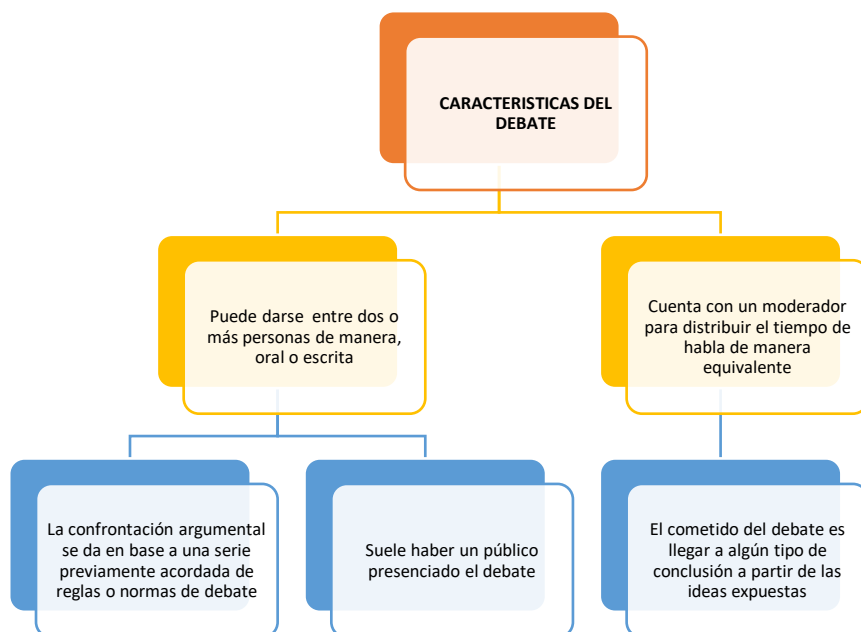 CARACTERISTICAS DEL
DEBATE
Puede darse entre dos o
más personas de manera,
oral o escrita
Cuenta con un moderador
para distribuir el tiempo de
habla de manera
equivalente
La confrontación argumental
se da en base a una serie
previamente acordada de
reglas o normas de debate
Suele haber un público
presenciado el debate
El cometido del debate es
llegar a algún tipo de
conclusión a partir de las
ideas expuestas